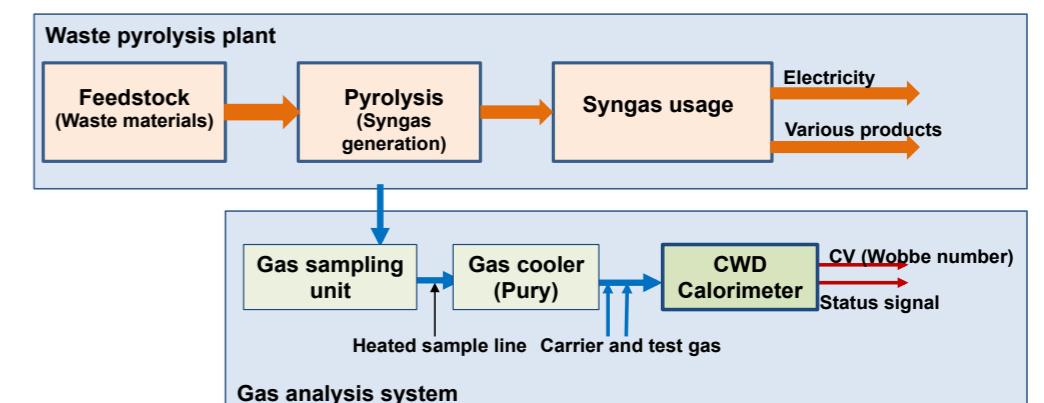 Waste pyrolysis plant
Feedstock
(Waste materials)
Pyrolysis
(Syngas
generation)
Syngas usage
Electricity
Various products
Gas sampling
unit
Gas cooler
(Pury)
CWD
Calorimeter
CV (Wobbe number)
Status signal
Heated sample line
Carrier and test gas
Gas analysis system